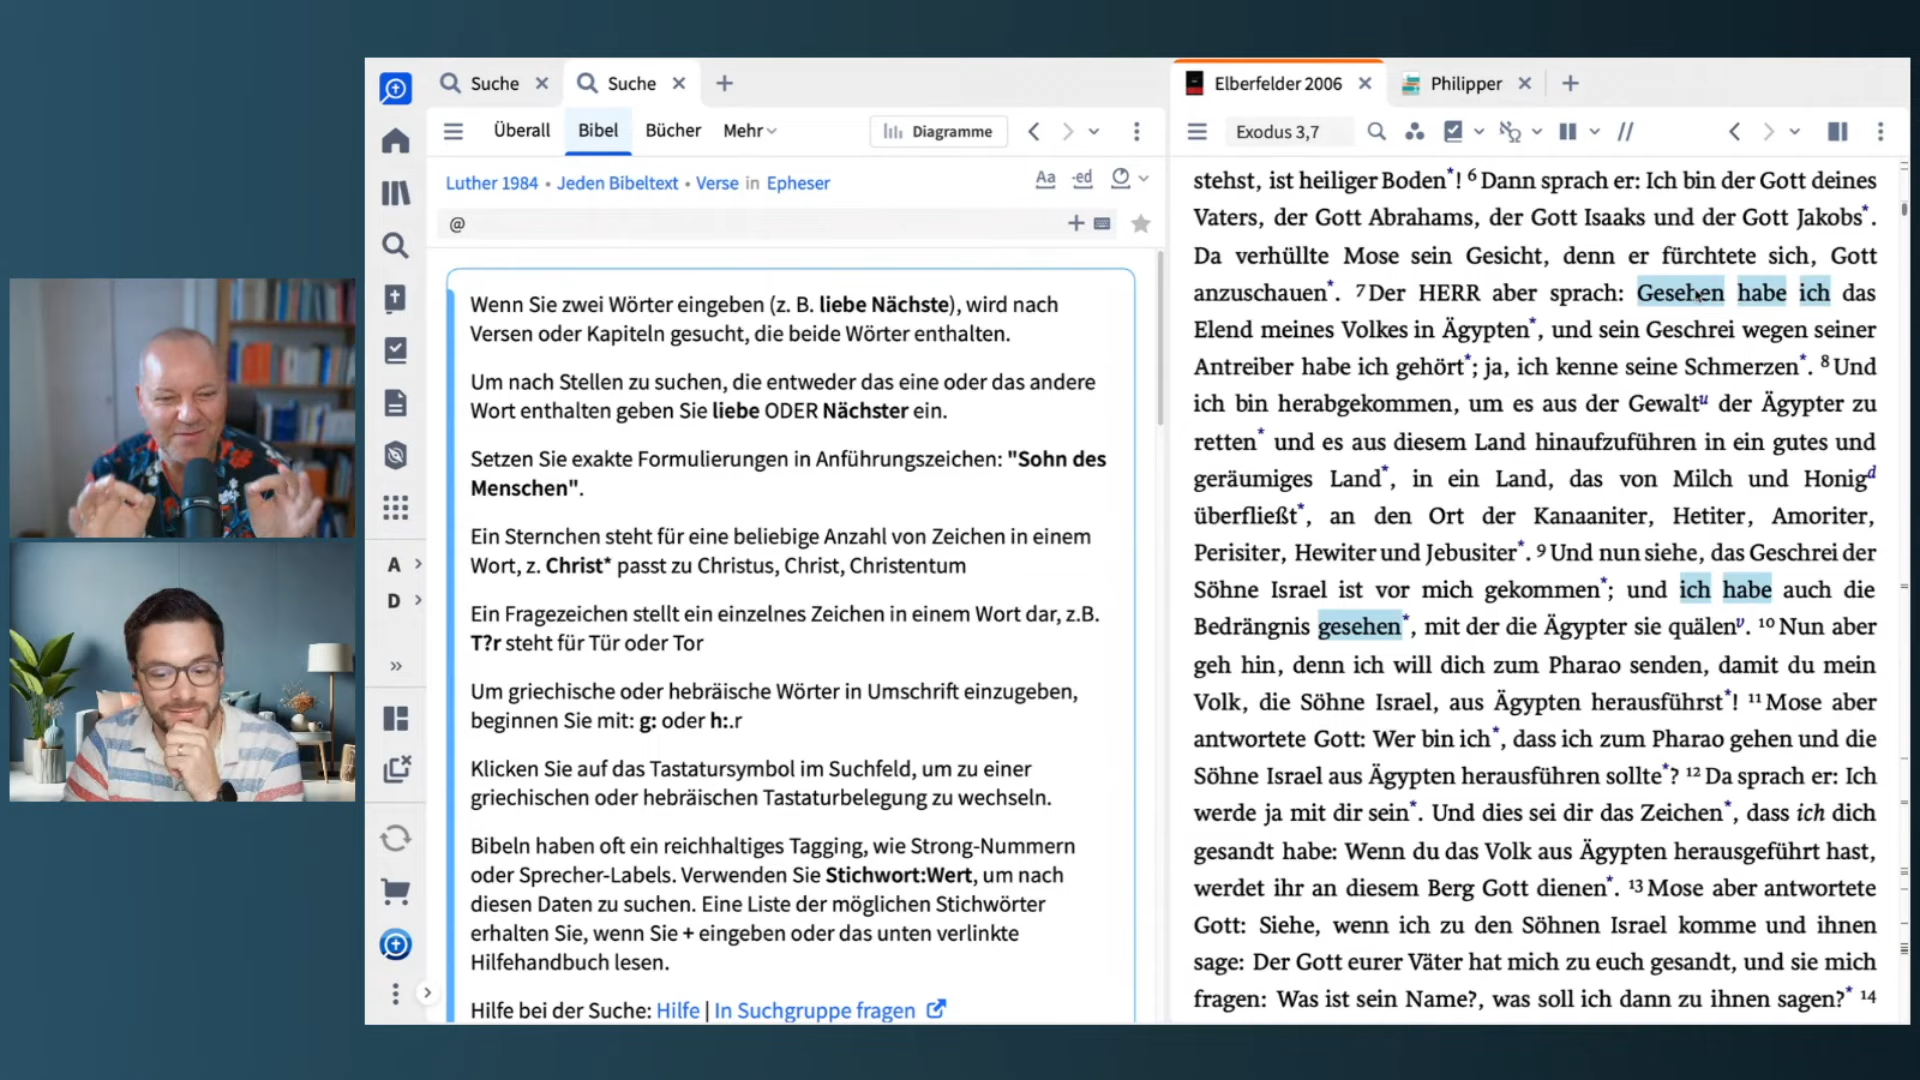 Suche
Suche
Überall
Bibel
Bücher
Mehr
Diagramme
Luther 1984 • Jeden Bibeltext • Verse in Epheser
Aa
-ed
@
Wenn Sie zwei Wörter eingeben (z. B. liebe Nächste), wird nach
Versen oder Kapiteln gesucht, die beide Wörter enthalten.
Um nach Stellen zu suchen, die entweder das eine oder das andere
Wort enthalten geben Sie liebe ODER Nächster ein.
Setzen Sie exakte Formulierungen in Anführungszeichen: "Sohn des
Menschen".
Ein Sternchen steht für eine beliebige Anzahl von Zeichen in einem
Wort, z. Christ* passt zu Christus, Christ, Christentum
Ein Fragezeichen stellt ein einzelnes Zeichen in einem Wort dar, z.B.
T?r steht für Tür oder Tor
Um griechische oder hebräische Wörter in Umschrift einzugeben,
beginnen Sie mit: g: oder h:.r
Klicken Sie auf das Tastatursymbol im Suchfeld, um zu einer
griechischen oder hebräischen Tastaturbelegung zu wechseln.
Bibeln haben oft ein reichhaltiges Tagging, wie Strong-Nummern
oder Sprecher-Labels. Verwenden Sie Stichwort:Wert, um nach
diesen Daten zu suchen. Eine Liste der möglichen Stichwörter
erhalten Sie, wenn Sie + eingeben oder das unten verlinkte
Hilfehandbuch lesen.
Hilfe bei der Suche: Hilfe | In Suchgruppe fragen
A
D
Elberfelder 2006
Philipper
Exodus 3,7
stehst, ist heiliger Boden*! 6 Dann sprach er: Ich bin der Gott deines
Vaters, der Gott Abrahams, der Gott Isaaks und der Gott Jakobs*.
Da verhüllte Mose sein Gesicht, denn er fürchtete sich, Gott
anzuschauen*. 7 Der HERR aber sprach: Gesehen habe ich das
Elend meines Volkes in Ägypten*, und sein Geschrei wegen seiner
Antreiber habe ich gehört*; ja, ich kenne seine Schmerzen*. 8 Und
ich bin herabgekommen, um es aus der Gewalt u der Ägypter zu
retten* und es aus diesem Land hinaufzuführen in ein gutes und
geräumiges Land*, in ein Land, das von Milch und Honig d
überfließt*, an den Ort der Kanaaniter, Hetiter, Amoriter,
Perisiter, Hewiter und Jebusiter*. 9 Und nun siehe, das Geschrei der
Söhne Israel ist vor mich gekommen*; und ich habe auch die
Bedrängnis gesehen*, mit der die Ägypter sie quälen v. 10 Nun aber
geh hin, denn ich will dich zum Pharao senden, damit du mein
Volk, die Söhne Israel, aus Ägypten herausführst*! 11 Mose aber
antwortete Gott: Wer bin ich*, dass ich zum Pharao gehen und die
Söhne Israel aus Ägypten herausführen sollte*? 12 Da sprach er: Ich
werde ja mit dir sein*. Und dies sei dir das Zeichen*, dass ich dich
gesandt habe: Wenn du das Volk aus Ägypten herausgeführt hast,
werdet ihr an diesem Berg Gott dienen*. 13 Mose aber antwortete
Gott: Siehe, wenn ich zu den Söhnen Israel komme und ihnen
sage: Der Gott eurer Väter hat mich zu euch gesandt, und sie mich
fragen: Was ist sein Name?, was soll ich dann zu ihnen sagen?* 14